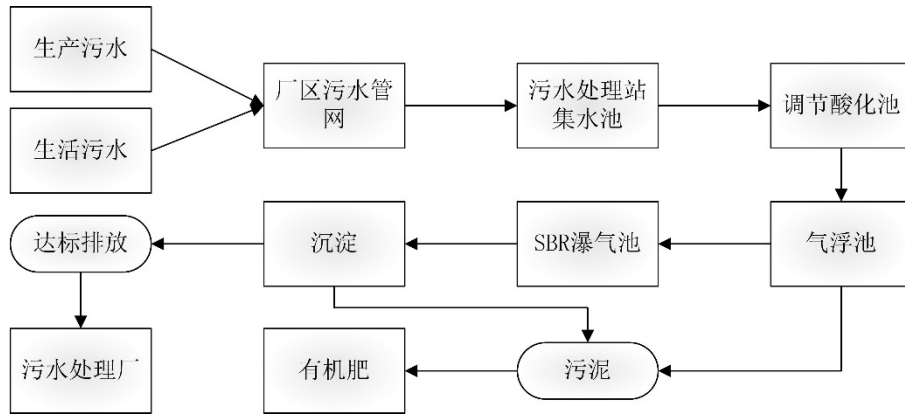 生产污水
生活污水
厂区污水管
网
污水处理站
集水池
调节酸化池
达标排放
沉淀
SBR瀑气池
气浮池
污水处理厂
有机肥
污泥